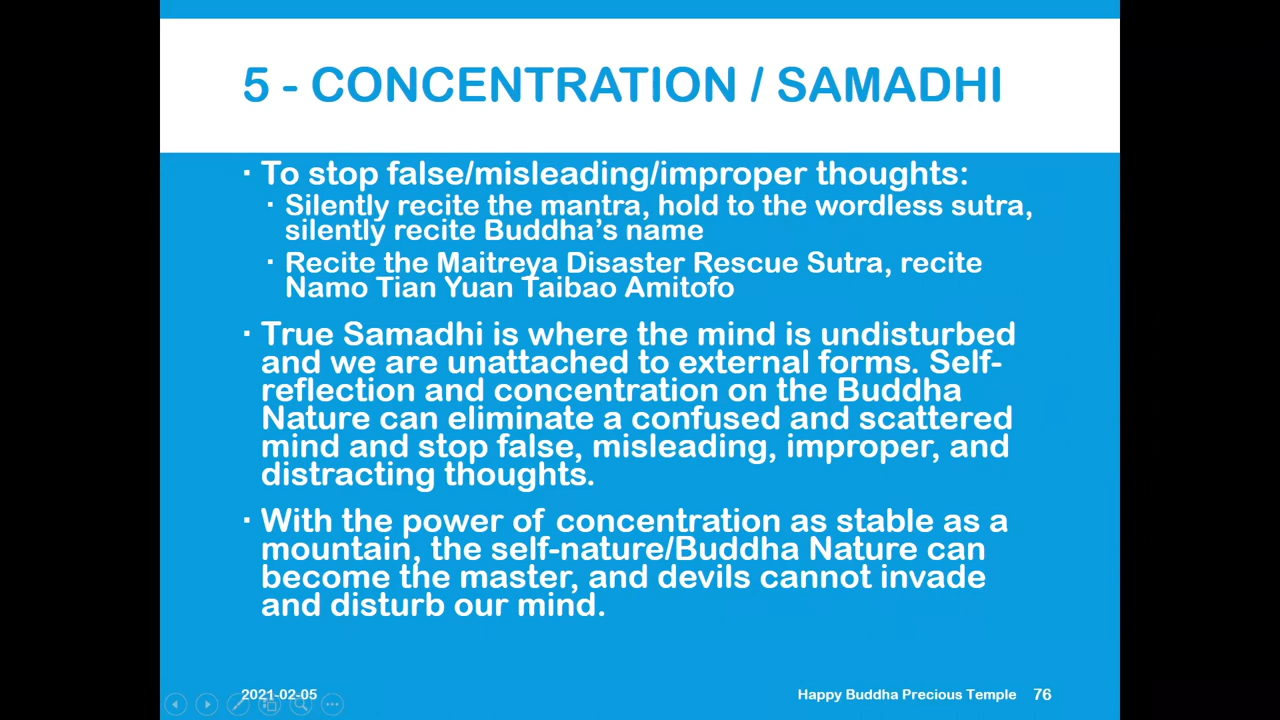 5 - CONCENTRATION / SAMADHI
▪ To stop false/misleading/improper thoughts:
▪ Silently recite the mantra, hold to the wordless sutra,
silently recite Buddha's name
▪ Recite the Maitreya Disaster Rescue Sutra, recite
Namo Tian Yuan Taibao Amitofo
▪ True Samadhi is where the mind is undisturbed
and we are unattached to external forms. Self-
reflection and concentration on the Buddha
Nature can eliminate a confused and scattered
mind and stop false, misleading, improper, and
distracting thoughts.
▪ With the power of concentration as stable as a
mountain, the self-nature/Buddha Nature can
become the master, and devils cannot invade
and disturb our mind.
2021-02-05
Happy Buddha Precious Temple 76